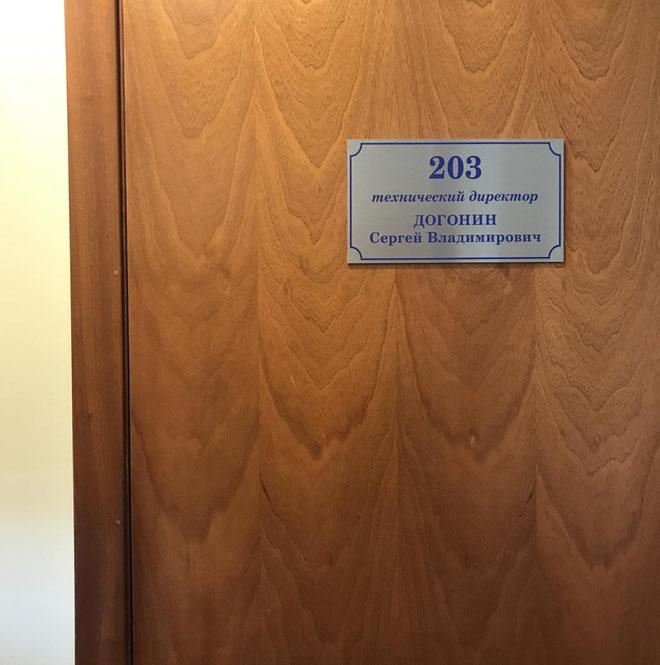 203
технический директор
ДОГОНИН
Сергей Владимирович